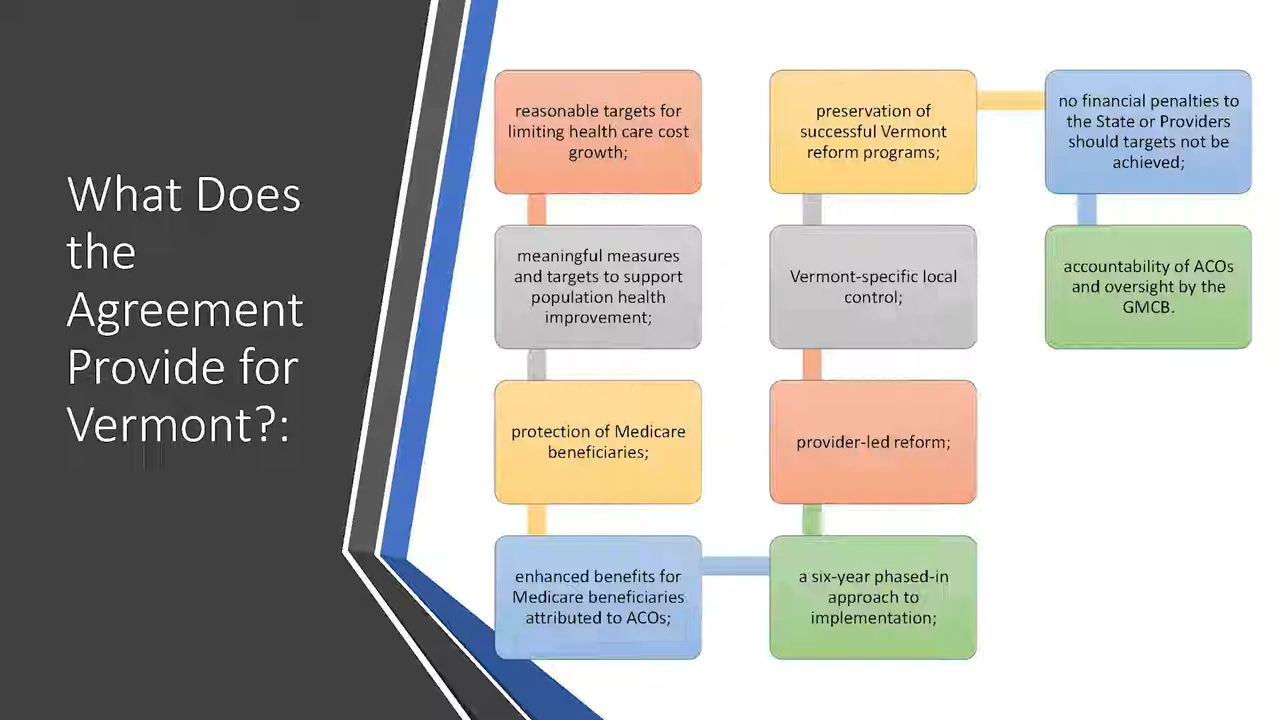 What Does
the
Agreement
Provide for
Vermont?:
reasonable targets for
limiting health care cost
growth;
meaningful measures
and targets to support
population health
improvement;
protection of Medicare
beneficiaries;
enhanced benefits for
Medicare beneficiaries
attributed to ACOs;
a six-year phased-in
approach to
implementation;
provider-led reform;
Vermont-specific local
control;
preservation of
successful Vermont
reform programs;
no financial penalties to
the State or Providers
should targets not be
achieved;
accountability of ACOs
and oversight by the
GMCB.